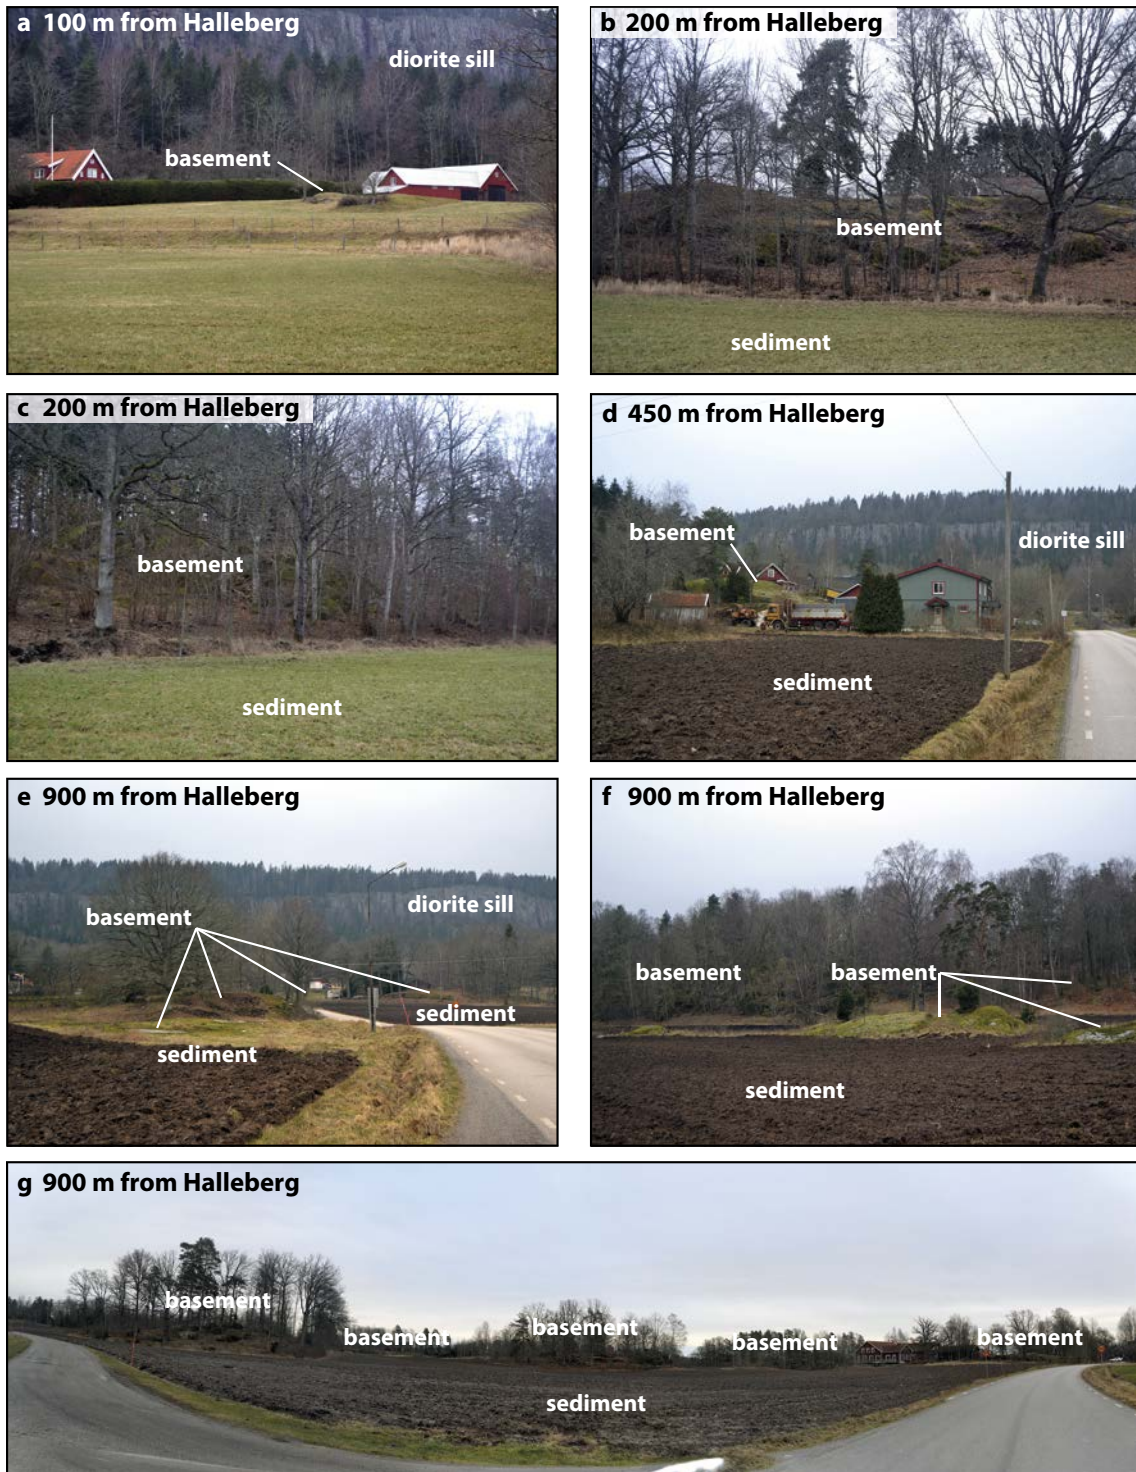 a 100 m from Halleberg
diorite sill
basement
b 200 m from Halleberg
basement
sediment
c 200 m from Halleberg
basement
sediment
d 450 m from Halleberg
basement
diorite sill
sediment
e 900 m from Halleberg
diorite sill
basement
sediment
sediment
f 900 m from Halleberg
basement
basement
sediment
g 900 m from Halleberg
basement
basement
basement
basement
basement
sediment